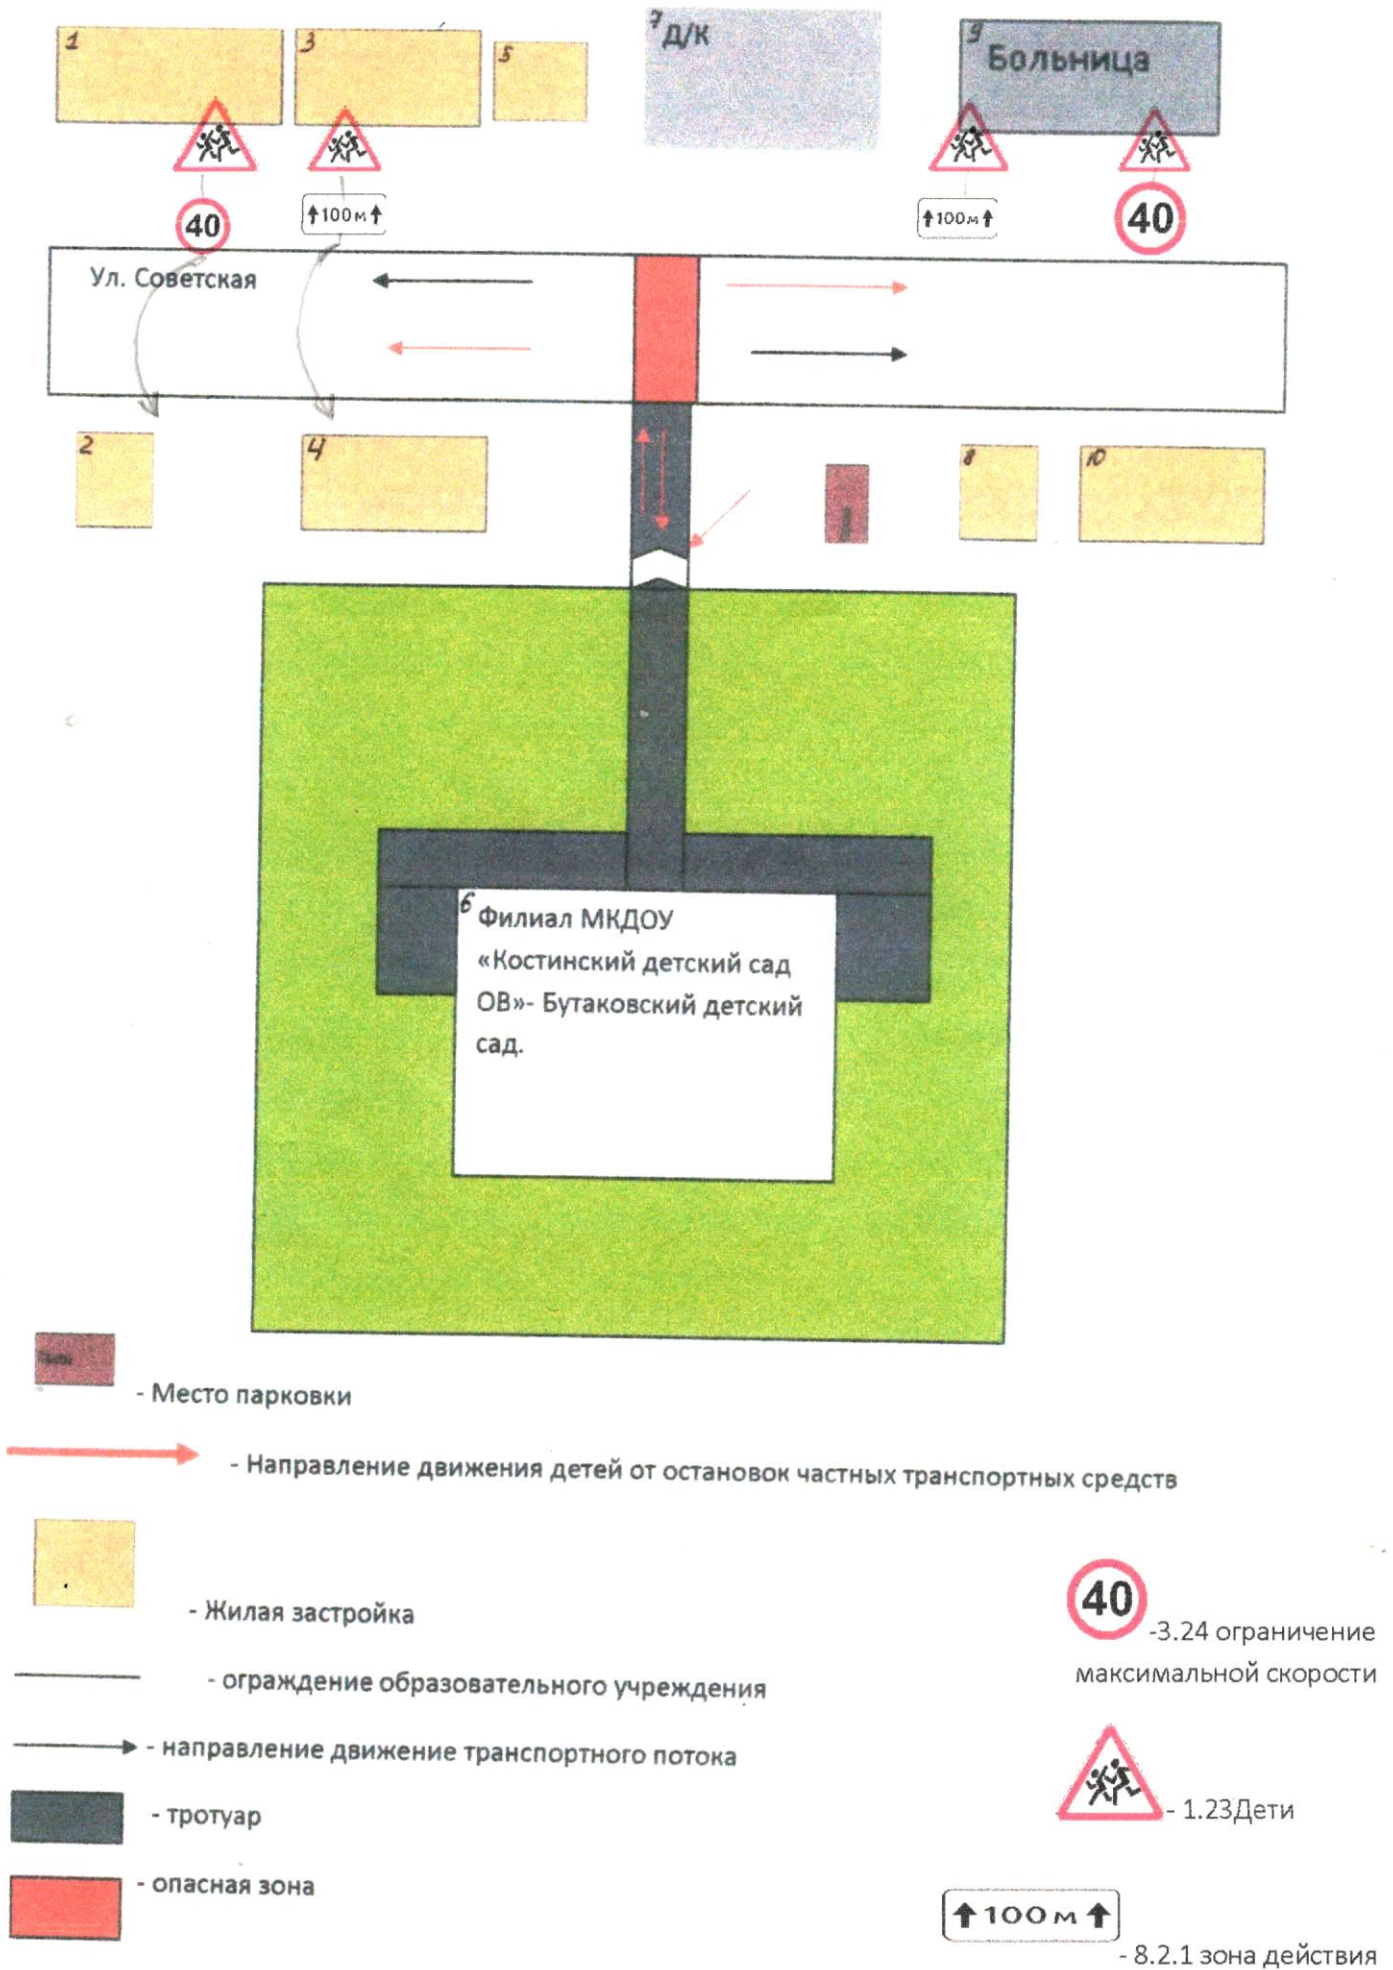 1
3
5
7
Д/К
9
Больница
40
100м
100м
40
Ул. Советская
2
4
8
10
6
Филиал МКДОУ
«Костинский детский сад
ОВ»- Бутаковский детский
сад.
- Место парковки
- Направление движения детей от остановок частных транспортных средств
- Жилая застройка
- ограждение образовательного учреждения
- направление движение транспортного потока
- тротуар
- опасная зона
40
-3.24 ограничение
максимальной скорости
- 1.23Дети
100м
- 8.2.1 зона действия